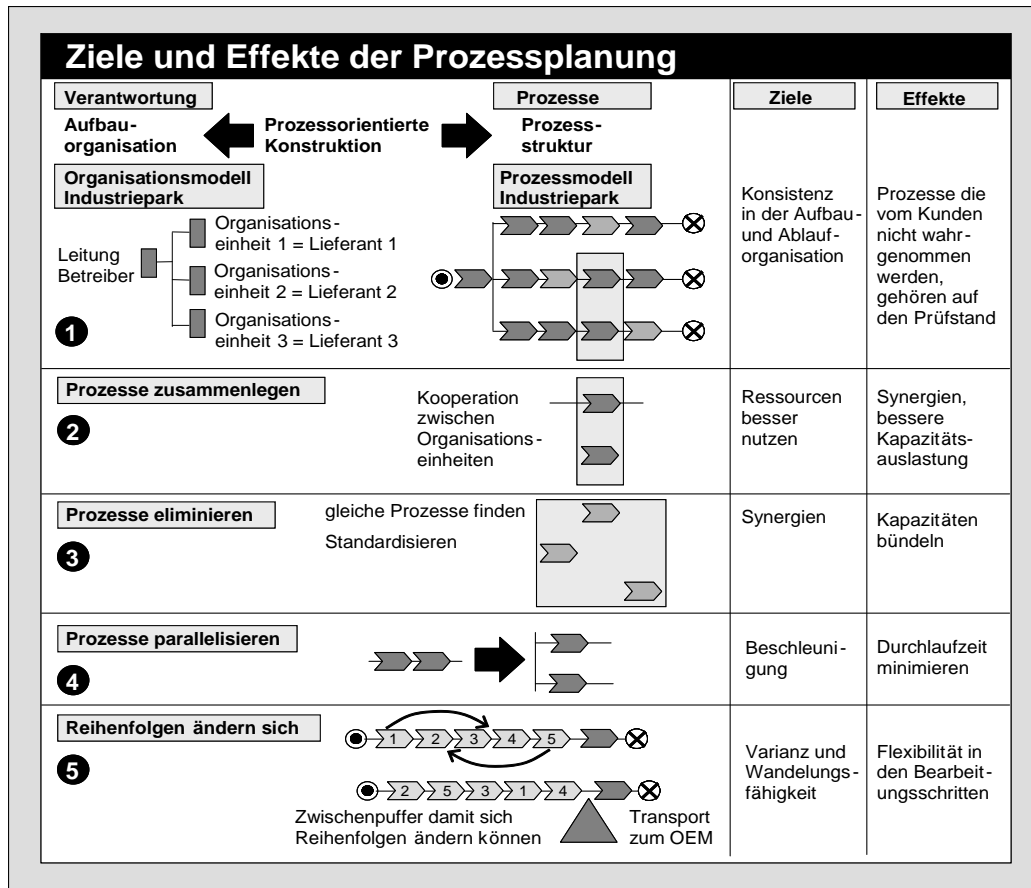 Ziele und Effekte der Prozessplanung
Verantwortung
Prozesse
Ziele
Effekte
Aufbau-
organisation
Prozessorientierte
Konstruktion
Prozess-
struktur
Organisationsmodell
Industriepark
Prozessmodell
Industriepark
Leitung
Betreiber
Organisations-
einheit 1 = Lieferant 1
Organisations-
einheit 2 = Lieferant 2
Organisations-
einheit 3 = Lieferant 3
Konsistenz
in der Aufbau-
und Ablauf-
organisation
Prozesse die
vom Kunden
nicht wahr-
genommen
werden,
gehören auf
den Prüfstand
1
Prozesse zusammenlegen
2
Kooperation
zwischen
Organisations-
einheiten
Ressourcen
besser
nutzen
Synergien,
bessere
Kapazitäts-
auslastung
Prozesse eliminieren
3
gleiche Prozesse finden
Standardisieren
Synergien
Kapazitäten
bündeln
Prozesse parallelisieren
4
Beschleuni-
gung
Durchlaufzeit
minimieren
Reihenfolgen ändern sich
5
1 2 3 4 5
2 5 3 1 4
Zwischenpuffer damit sich
Reihenfolgen ändern können
Transport
zum OEM
Varianz und
Wandelungs-
fähigkeit
Flexibilität in
den Bearbeit-
ungsschritten